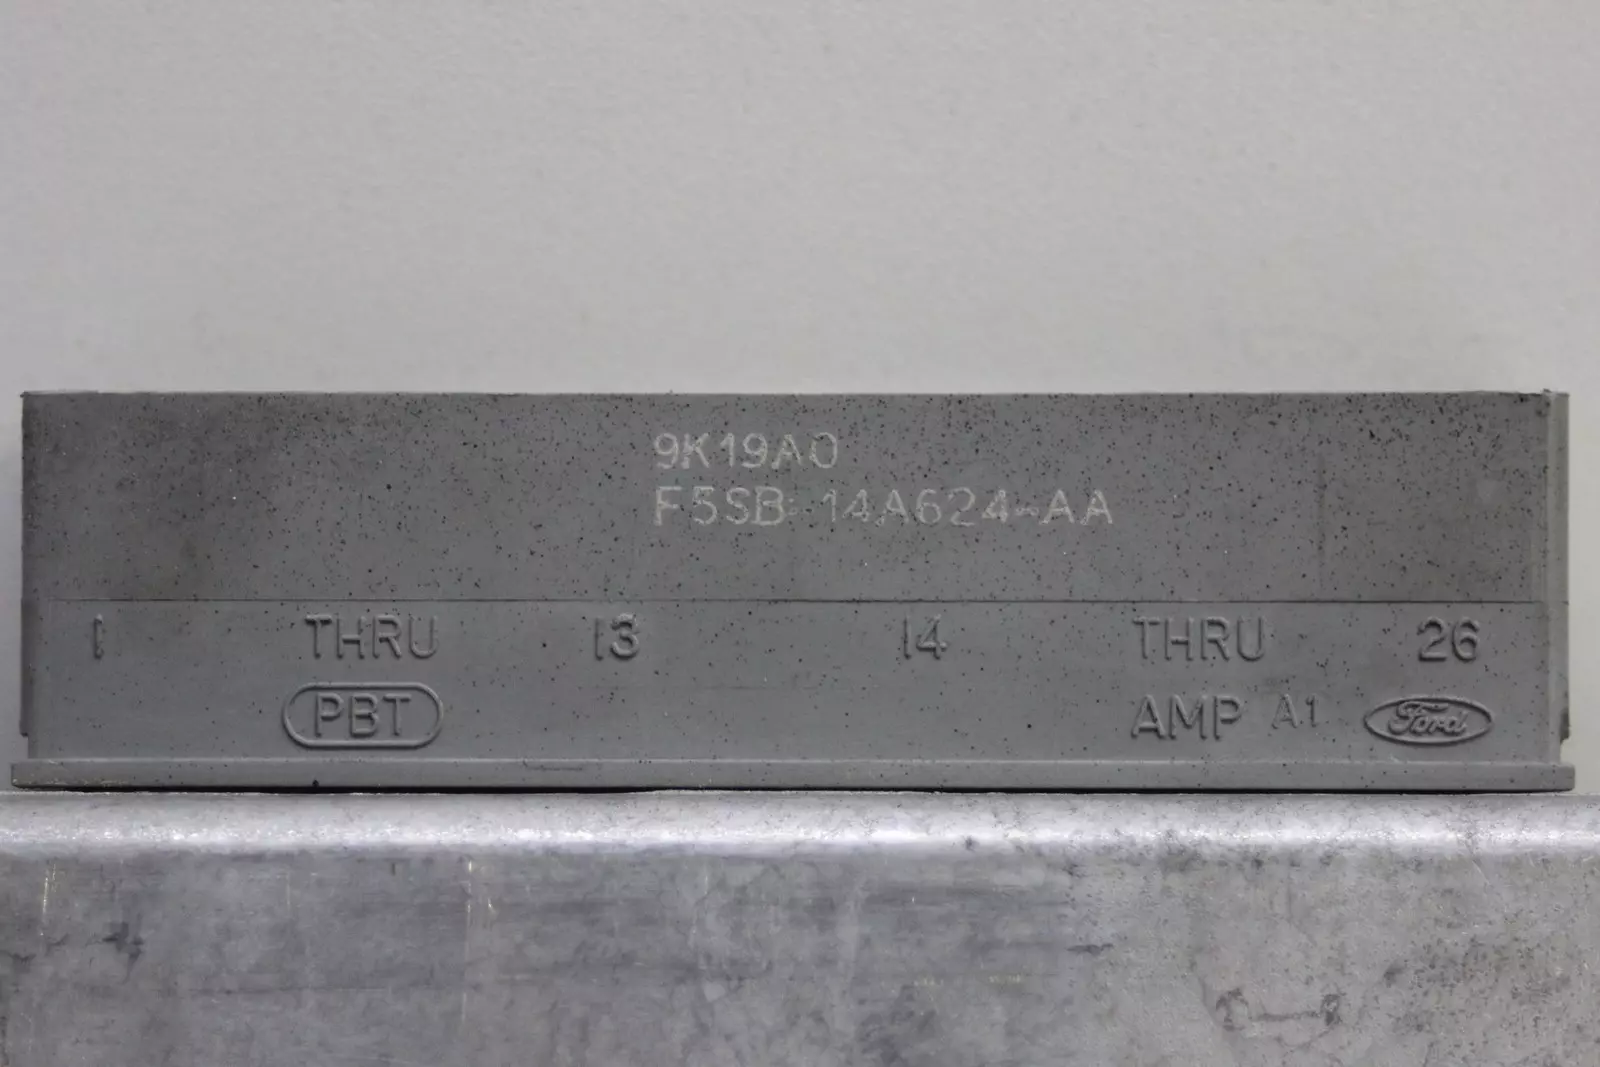 9K19A0
F5SB-14A624-AA
1 THRU 13 14 THRU 26
PBT AMP A1 Ford